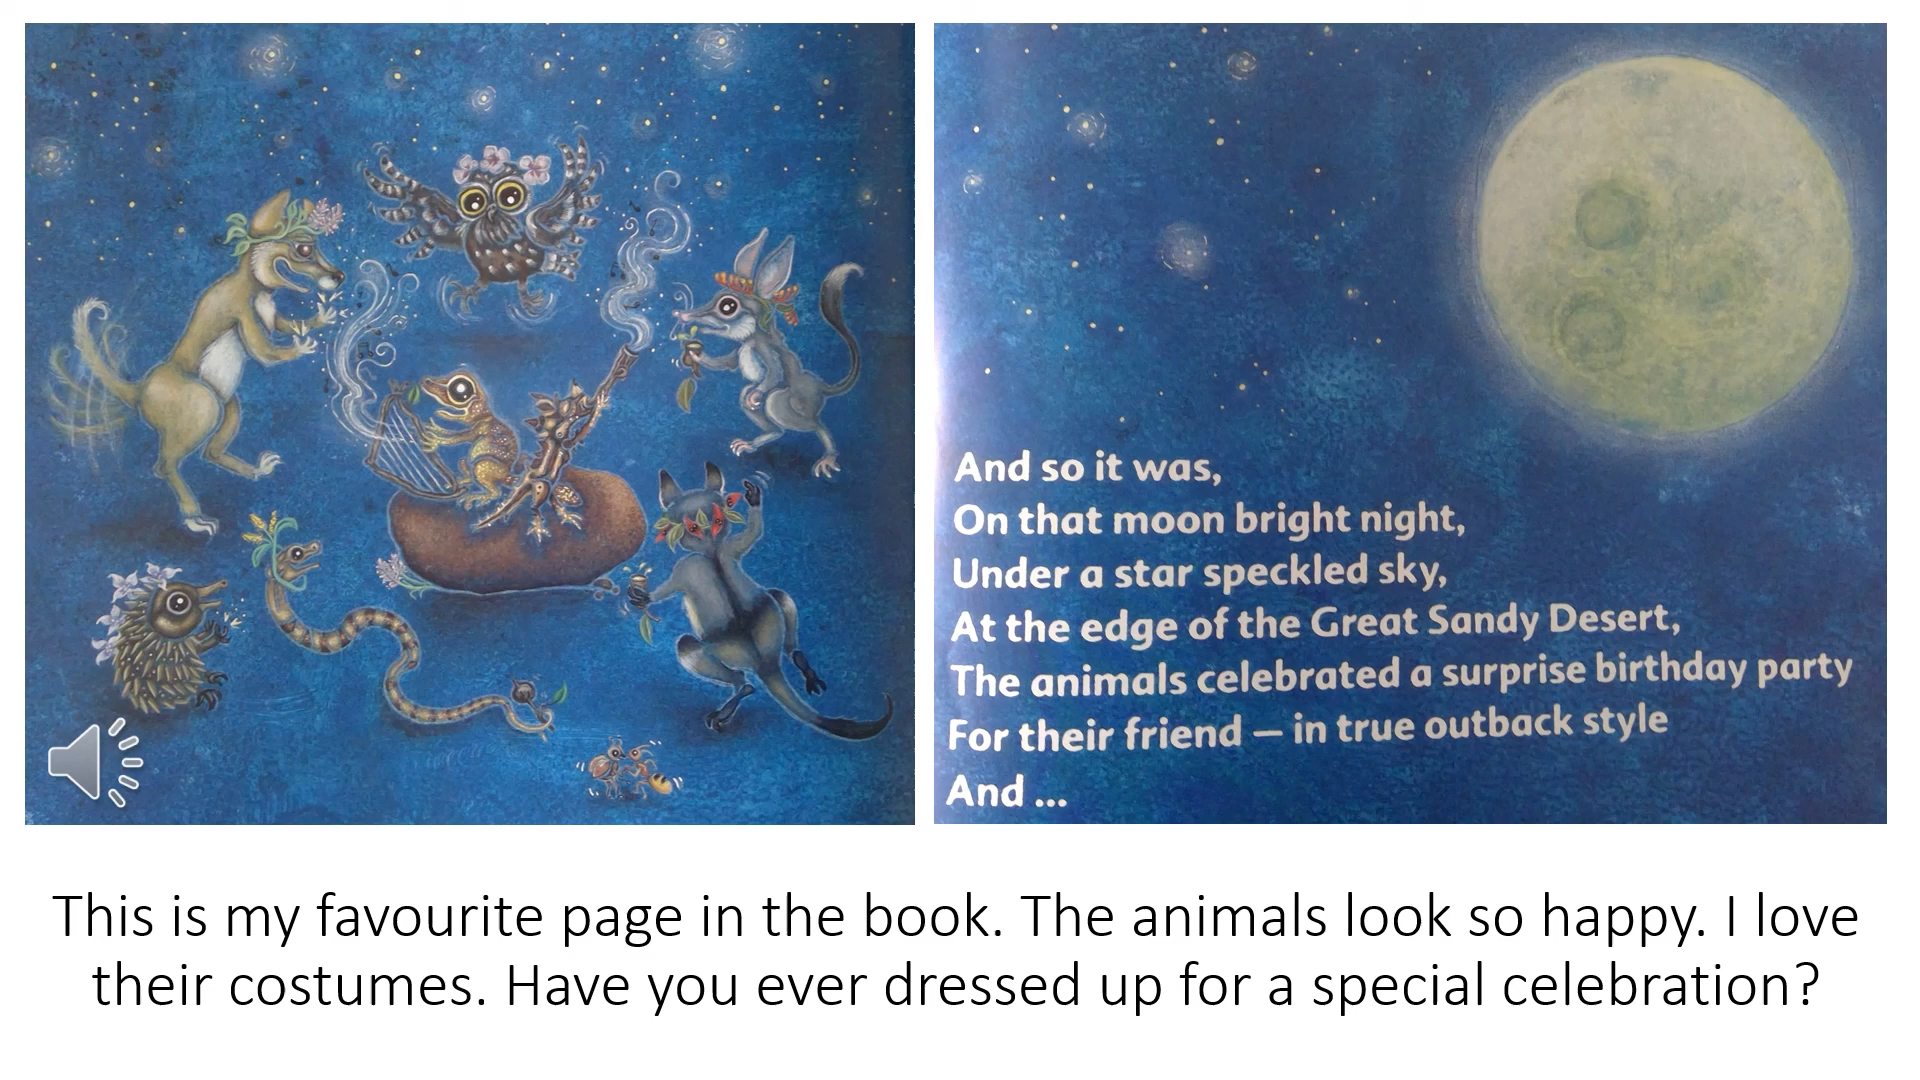 And so it was,
On that moon bright night,
Under a star speckled sky,
At the edge of the Great Sandy Desert,
The animals celebrated a surprise birthday party
For their friend – in true outback style
And ...
This is my favourite page in the book. The animals look so happy. I love
their costumes. Have you ever dressed up for a special celebration?